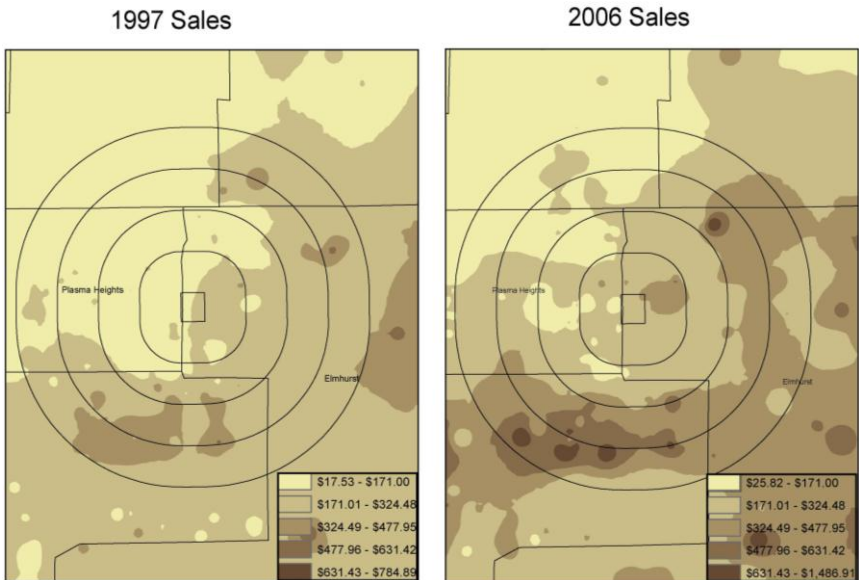 1997 Sales
2006 Sales
Plasma Heights
Elmhurst
$17.53 - $171.00
$171.01 - $324.48
$324.49 - $477.95
$477.96 - $631.42
$631.43 - $784.89
Plasma Heights
Elmhurst
$25.82 - $171.00
$171.01 - $324.48
$324.49 - $477.95
$477.96 - $631.42
$631.43 - $1,486.91